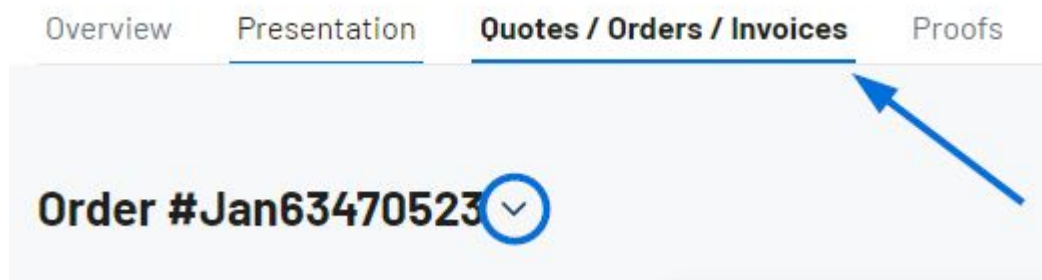 Overview Presentation Quotes / Orders / Invoices Proofs
Order #Jan63470523